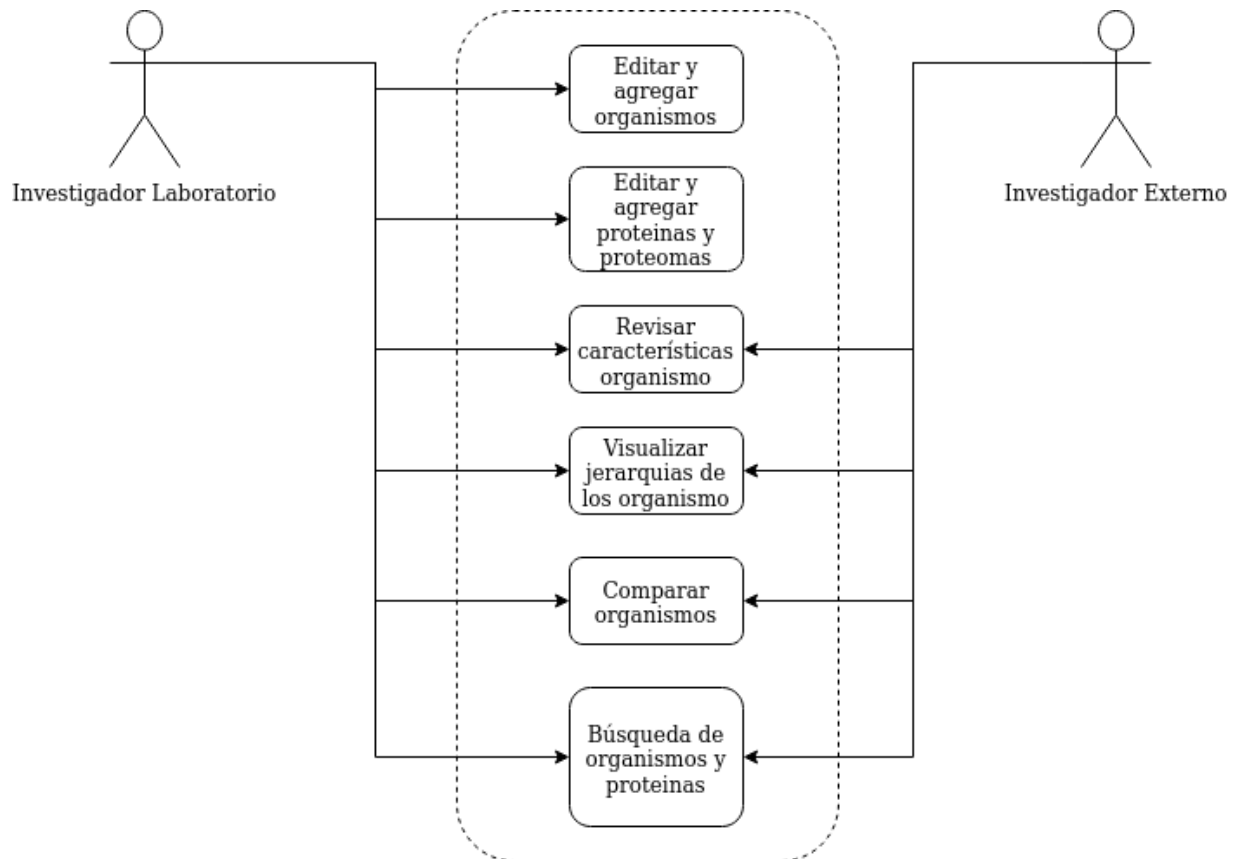 Editar y
agregar
organismos
Investigador Laboratorio
Investigador Externo
Editar y
agregar
proteinas y
proteomas
Revisar
característícas
organismo
Visualizar
jerarquias de
los organismo
Comparar
organismos
Búsqueda de
organismos y
proteinas